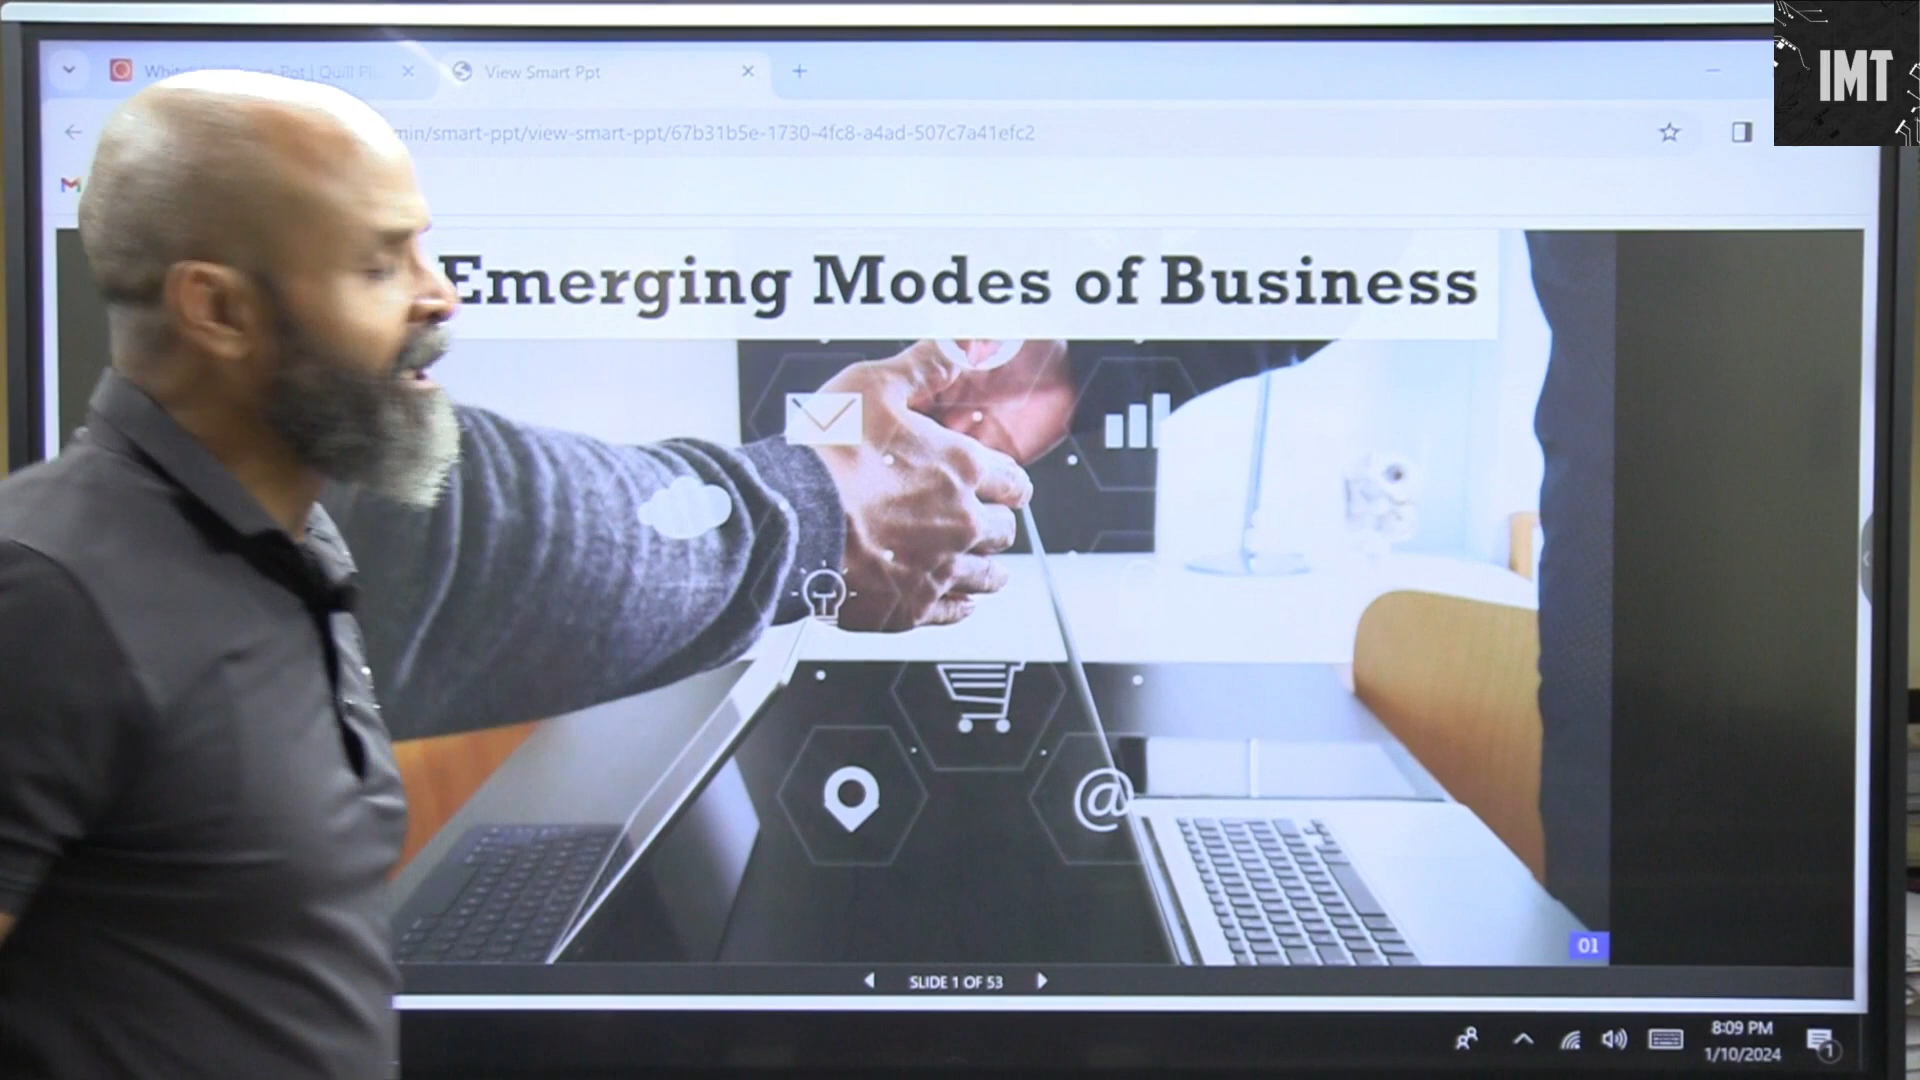 View Smart Ppt
min/smart-ppt/view-smart-ppt/67b31b5e-1730-4fc8-a4ad-507c7a41efc2
IMT
Emerging Modes of Business
@
01
SLIDE 1 OF 53
8:09 PM
1/10/2024
1